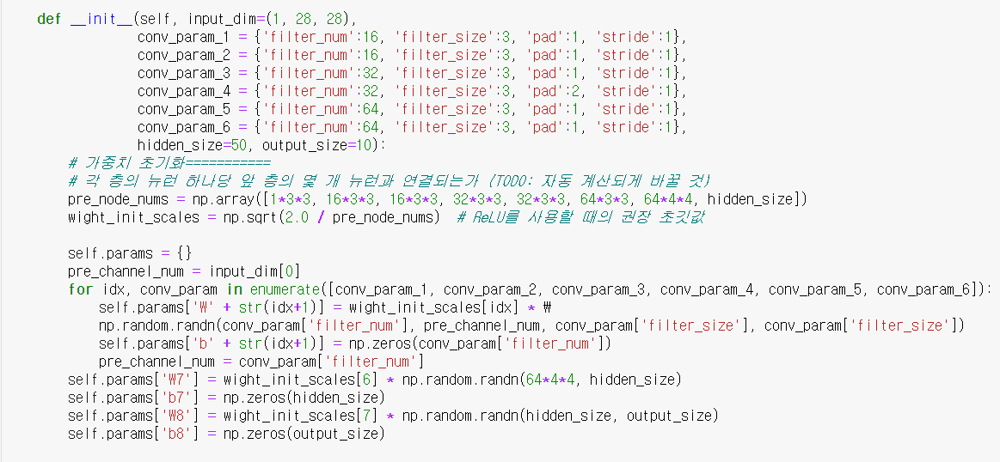 def __init__(self, input_dim=(1, 28, 28),
conv_param_1 = {'filter_num':16, 'filter_size':3, 'pad':1, 'stride':1},
conv_param_2 = {'filter_num':16, 'filter_size':3, 'pad':1, 'stride':1},
conv_param_3 = {'filter_num':32, 'filter_size':3, 'pad':1, 'stride':1},
conv_param_4 = {'filter_num':32, 'filter_size':3, 'pad':2, 'stride':1},
conv_param_5 = {'filter_num':64, 'filter_size':3, 'pad':1, 'stride':1},
conv_param_6 = {'filter_num':64, 'filter_size':3, 'pad':1, 'stride':1},
hidden_size=50, output_size=10):
# 가중치 초기화===========
# 각 층의 뉴런 하나당 앞 층의 몇 개 뉴런과 연결되는가 (TODO: 자동 계산되게 바꿀 것)
pre_node_nums = np.array([1*3*3, 16*3*3, 16*3*3, 32*3*3, 32*3*3, 64*3*3, 64*4*4, hidden_size])
wight_init_scales = np.sqrt(2.0 / pre_node_nums)  # ReLU를 사용할 때의 권장 초깃값
self.params = {}
pre_channel_num = input_dim[0]
for idx, conv_param in enumerate([conv_param_1, conv_param_2, conv_param_3, conv_param_4, conv_param_5, conv_param_6]):
self.params['W' + str(idx+1)] = wight_init_scales[idx] * ₩
np.random.randn(conv_param['filter_num'], pre_channel_num, conv_param['filter_size'], conv_param['filter_size'])
self.params['b' + str(idx+1)] = np.zeros(conv_param['filter_num'])
pre_channel_num = conv_param['filter_num']
self.params['W7'] = wight_init_scales[6] * np.random.randn(64*4*4, hidden_size)
self.params['b7'] = np.zeros(hidden_size)
self.params['W8'] = wight_init_scales[7] * np.random.randn(hidden_size, output_size)
self.params['b8'] = np.zeros(output_size)